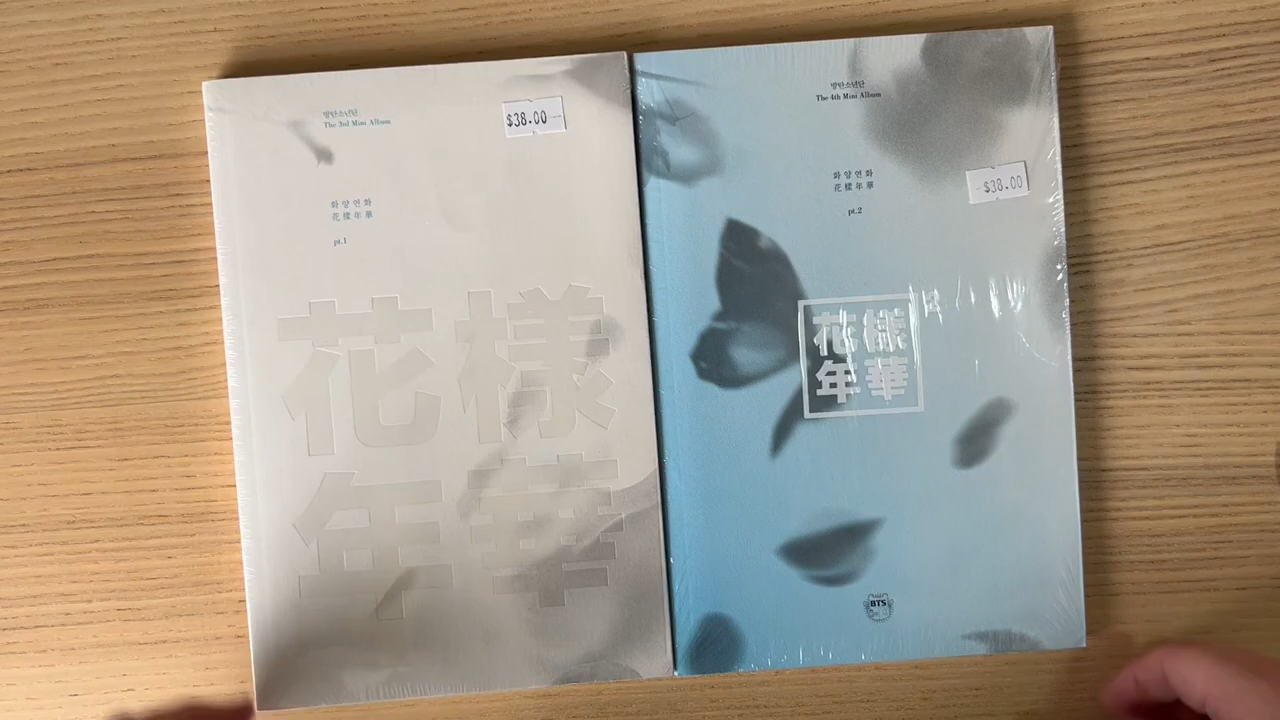 방탄소년단
The 3rd Mini Album
$38.00
화양연화
花樣年華
pt.1
花樣
年華
방탄소년단
The 4th Mini Album
화양연화
花樣年華
pt.2
$38.00
花樣
年華
BTS